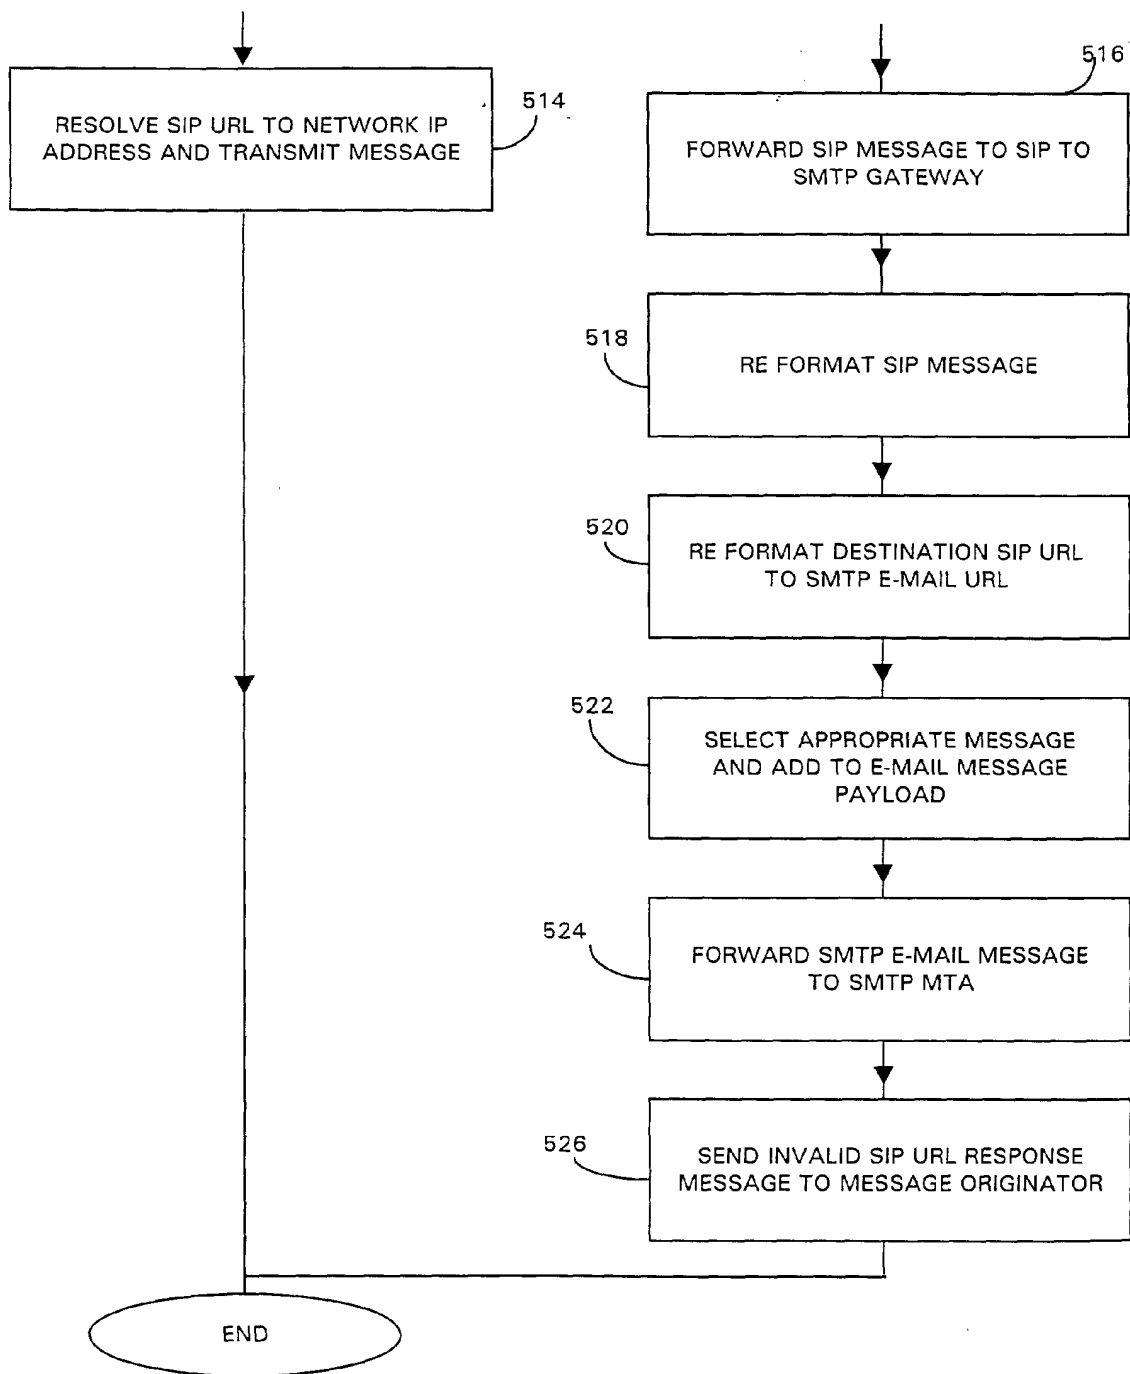 514
RESOLVE SIP URL TO NETWORK IP
ADDRESS AND TRANSMIT MESSAGE
516
FORWARD SIP MESSAGE TO SIP TO
SMTP GATEWAY
518
RE FORMAT SIP MESSAGE
520
RE FORMAT DESTINATION SIP URL
TO SMTP E-MAIL URL
522
SELECT APPROPRIATE MESSAGE
AND ADD TO E-MAIL MESSAGE
PAYLOAD
524
FORWARD SMTP E-MAIL MESSAGE
TO SMTP MTA
526
SEND INVALID SIP URL RESPONSE
MESSAGE TO MESSAGE ORIGINATOR
END